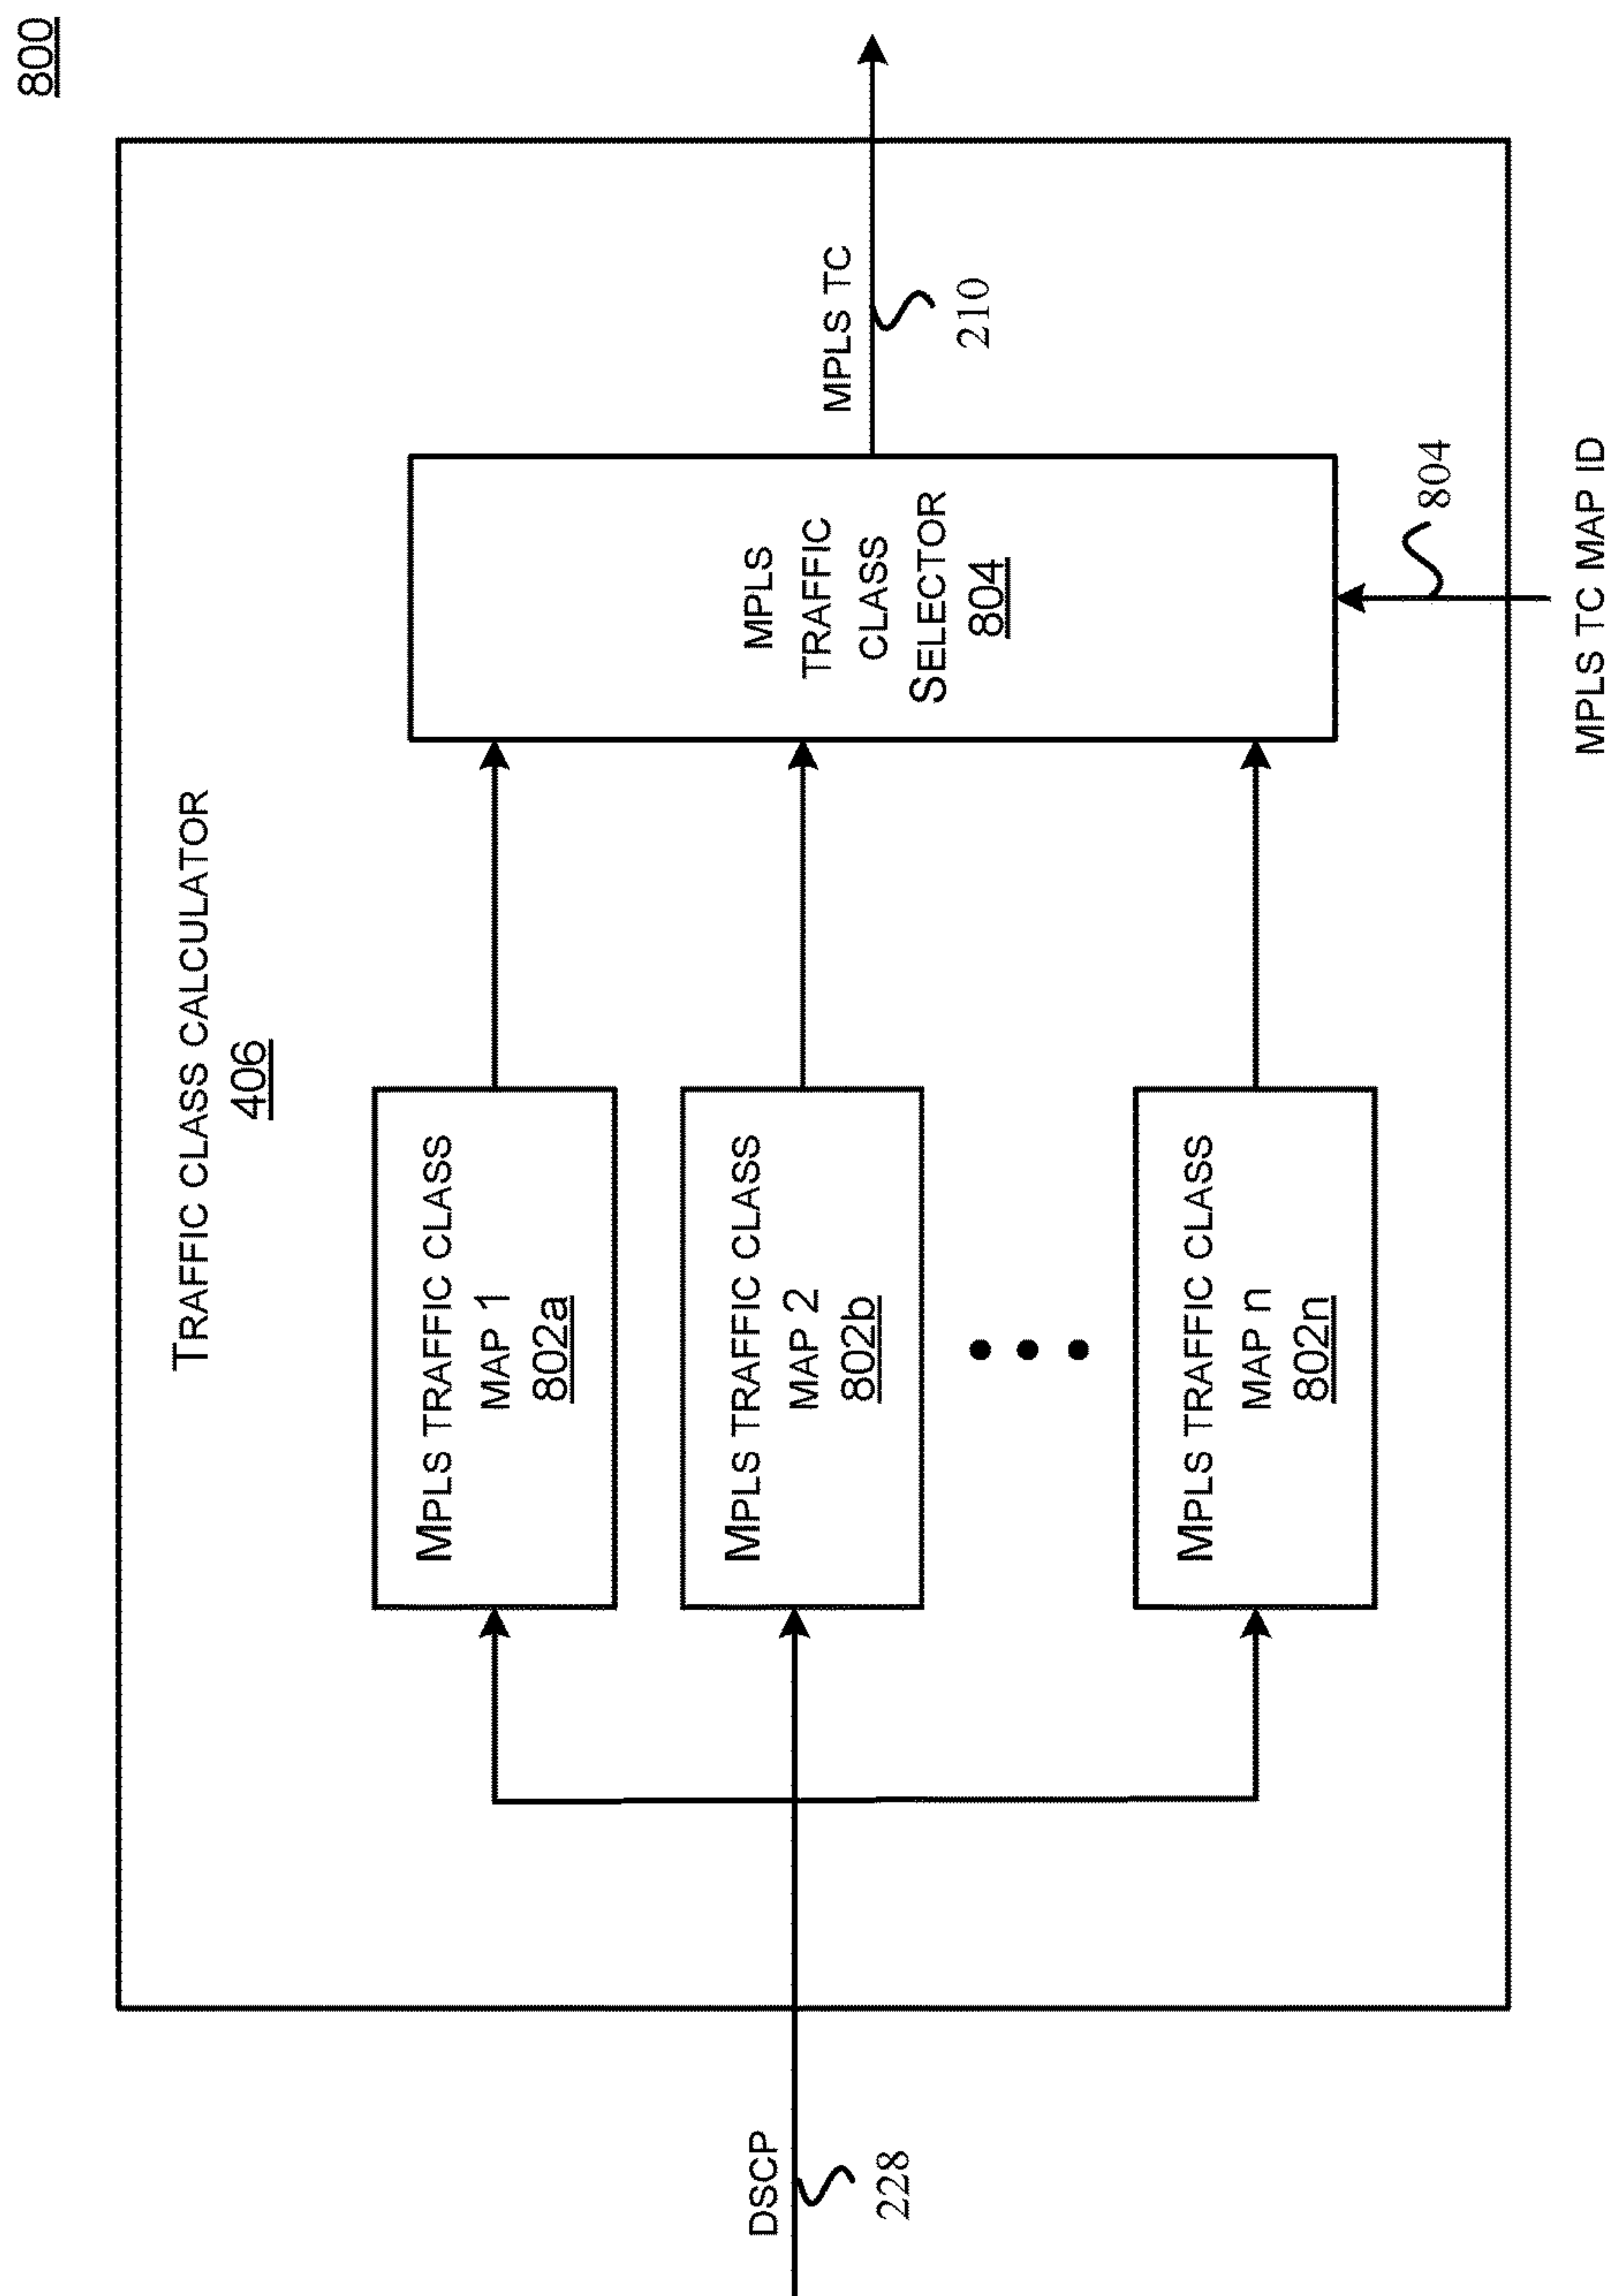 800
TRAFFIC CLASS CALCULATOR
406
DSCP
228
MPLS TRAFFIC CLASS
MAP 1
802a
MPLS TRAFFIC CLASS
MAP 2
802b
MPLS TRAFFIC CLASS
MAP n
802n
MPLS
TRAFFIC
CLASS
SELECTOR
804
MPLS TC
210
804
MPLS TC MAP ID